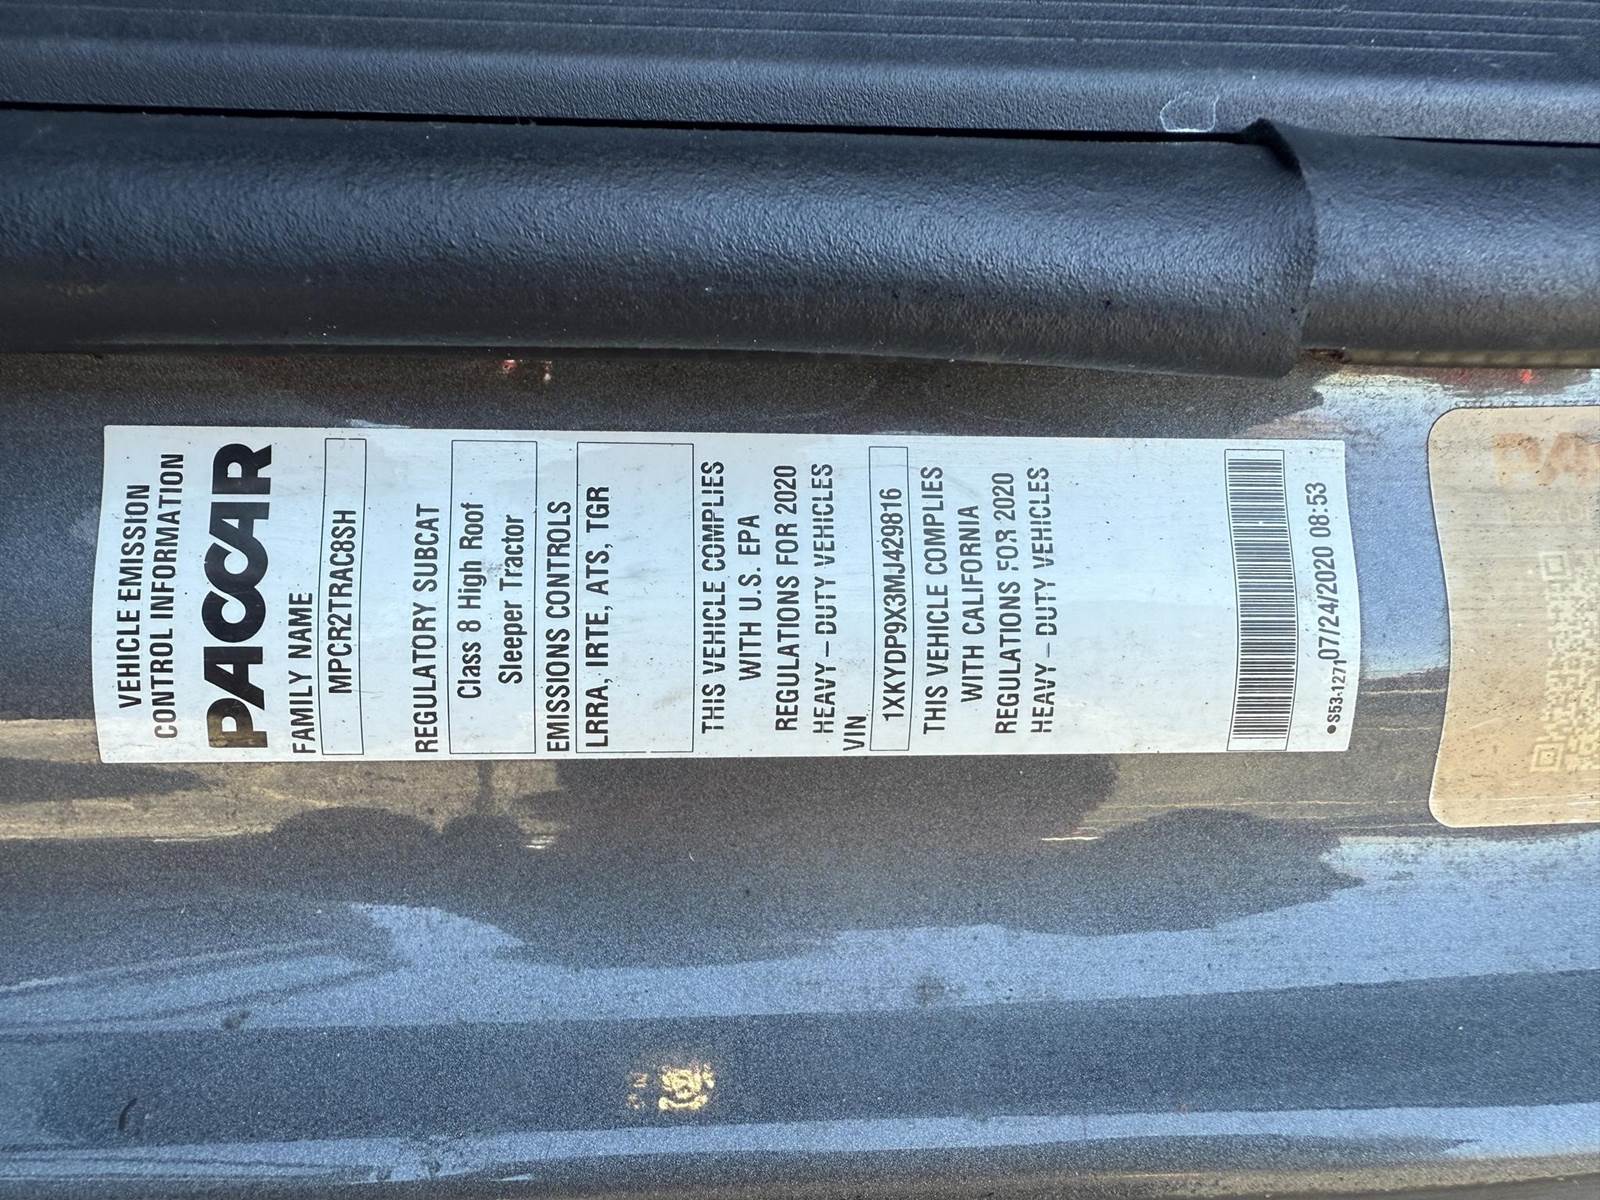 VEHICLE EMISSION
CONTROL INFORMATION
PACCAR
FAMILY NAME
MPCR2TRAC8SH
REGULATORY SUBCAT
Class 8 High Roof
Sleeper Tractor
EMISSIONS CONTROLS
LRRA, IRTE, ATS, TGR
THIS VEHICLE COMPLIES
WITH U.S. EPA
REGULATIONS FOR 2020
HEAVY – DUTY VEHICLES
VIN
1XKYDP9X3MJ429816
THIS VEHICLE COMPLIES
WITH CALIFORNIA
REGULATIONS FOR 2020
HEAVY – DUTY VEHICLES
•S53-1271 07/24/2020 08:53